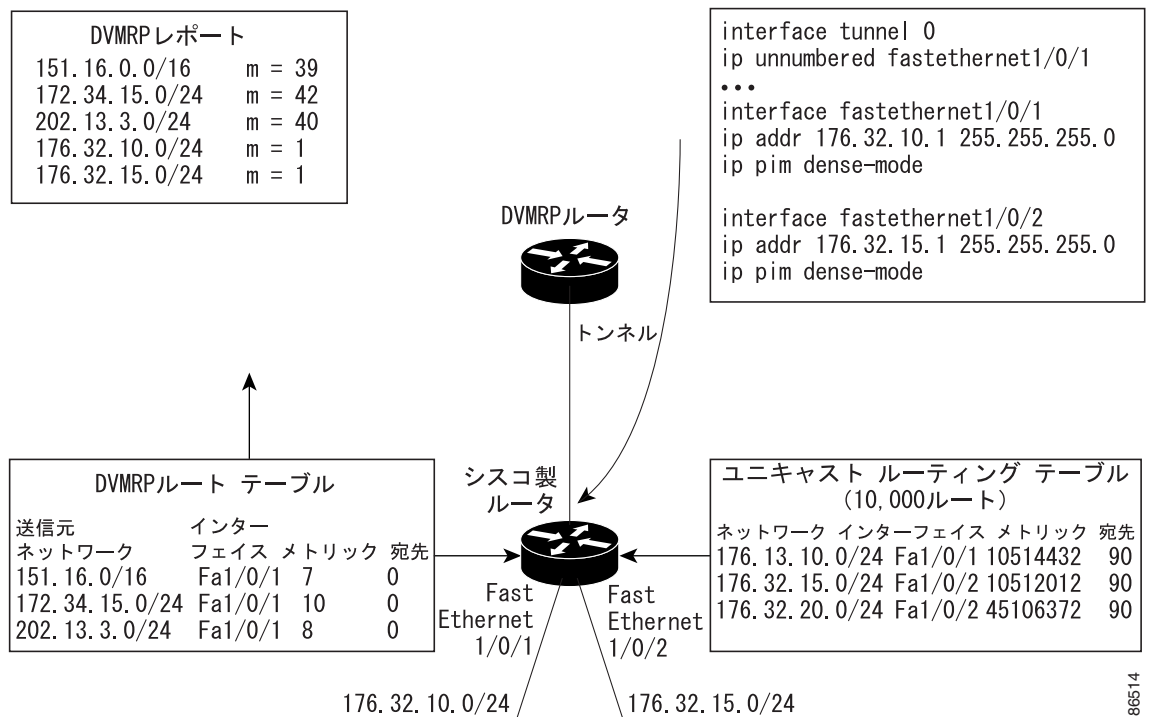 DVMRPレポート
151.16.0.0/16 m = 39
172.34.15.0/24 m = 42
202.13.3.0/24 m = 40
176.32.10.0/24 m = 1
176.32.15.0/24 m = 1
interface tunnel 0
ip unnumbered fastethernet1/0/1
•••
interface fastethernet1/0/1
ip addr 176.32.10.1 255.255.255.0
ip pim dense-mode
interface fastethernet1/0/2
ip addr 176.32.15.1 255.255.255.0
ip pim dense-mode
DVMRPルータ
トンネル
DVMRPルート テーブル
送信元 インター
ネットワーク フェイス メトリック 宛先
151.16.0/16 Fa1/0/1 7 0
172.34.15.0/24 Fa1/0/1 10 0
202.13.3.0/24 Fa1/0/1 8 0
シスコ製
ルータ
ユニキャスト ルーティング テーブル
(10,000ルート)
ネットワーク インターフェイス メトリック 宛先
176.13.10.0/24 Fa1/0/1 10514432 90
176.32.15.0/24 Fa1/0/2 10512012 90
176.32.20.0/24 Fa1/0/2 45106372 90
Fast
Ethernet
1/0/1
Fast
Ethernet
1/0/2
176.32.10.0/24
176.32.15.0/24
86514